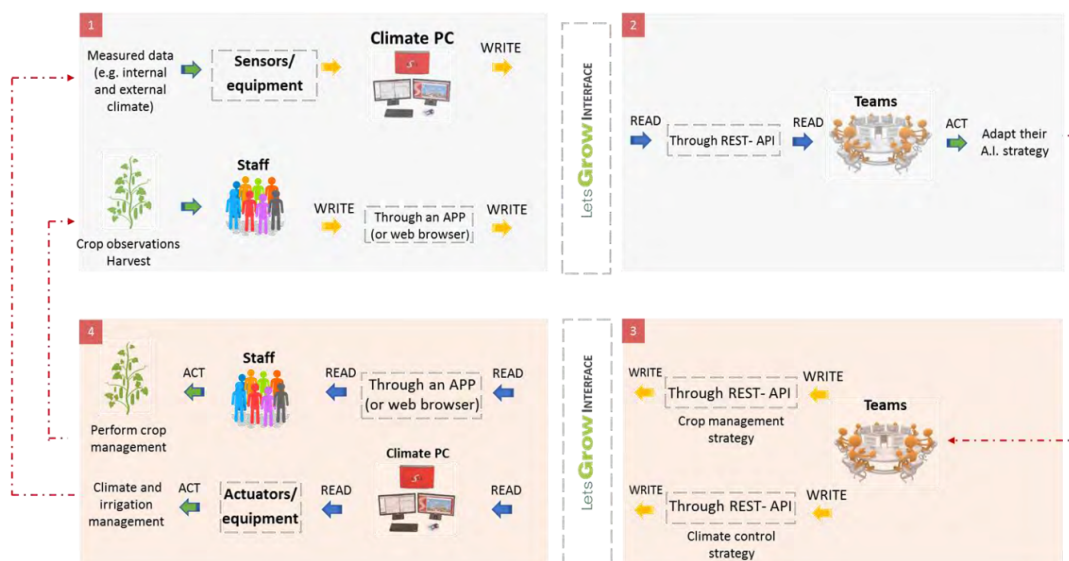 1
Measured data
(e.g. internal
and external
climate)
Sensors/
equipment
Climate PC
WRITE
Staff
WRITE
Through an APP
(or web browser)
WRITE
Crop observations
Harvest
LetsGrow INTERFACE
2
READ
Through REST- API
READ
Teams
ACT
Adapt their
A.I. strategy
4
ACT
Staff
READ
Through an APP
(or web browser)
READ
Perform crop
management
Climate and
irrigation
management
ACT
Actuators/
equipment
READ
Climate PC
READ
LetsGrow INTERFACE
3
WRITE
Through REST- API
WRITE
Crop management
strategy
Teams
WRITE
Through REST- API
WRITE
Climate control
strategy